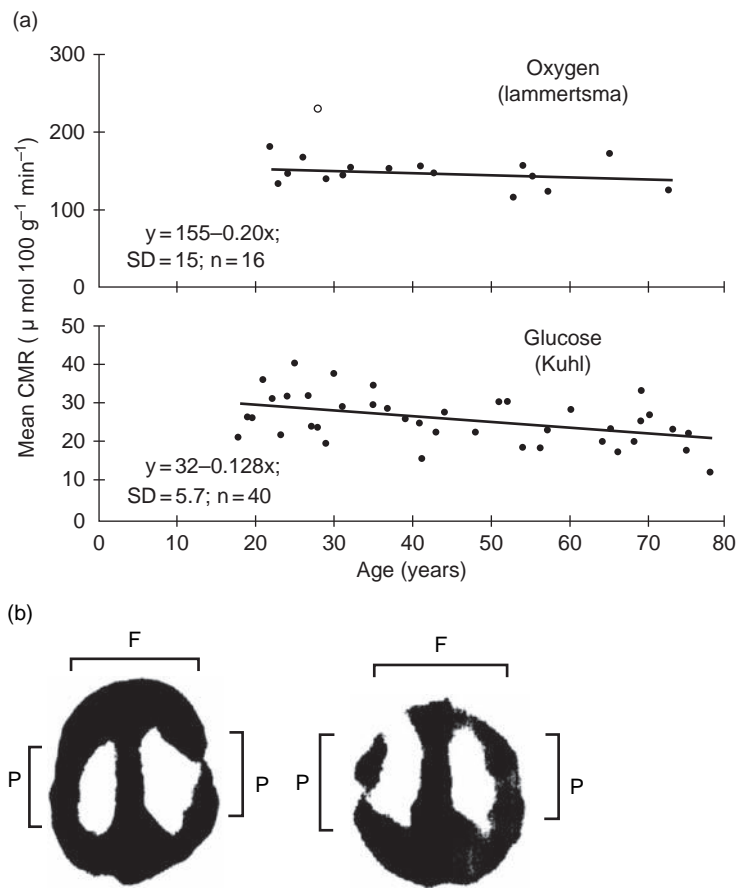 (a)
300
200
100
0
Oxygen
(lammertsma)
y = 155–0.20x;
SD = 15; n = 16
Mean CMR ( μ mol 100 g⁻¹ min⁻¹)
50
40
30
20
10
0
Glucose
(Kuhl)
y = 32–0.128x;
SD = 5.7; n = 40
0 10 20 30 40 50 60 70 80
Age (years)
(b)
F
P P
F
P P